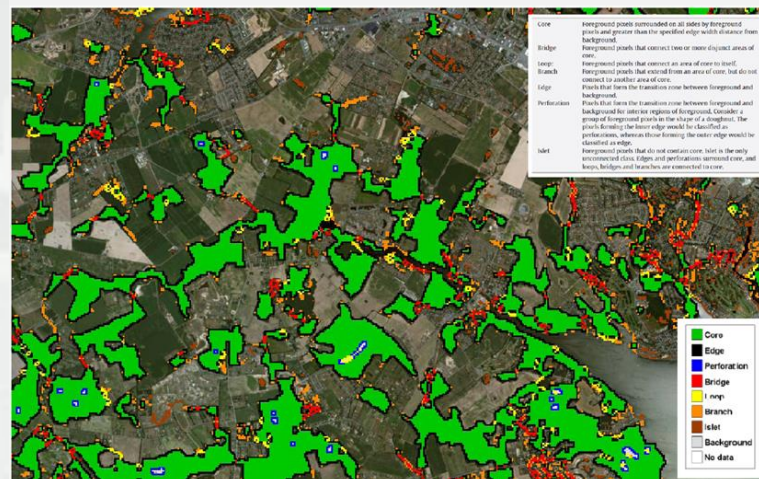 Core Foreground pixels surrounded on all sides by foreground
pixels and greater than the specified edge width distance from
background.
Bridge Foreground pixels that connect two or more disjunct areas of
core.
Loop: Foreground pixels that connect an area of core to itself.
Branch Foreground pixels that extend from an area of core, but do not
connect to another area of core.
Edge Pixels that form the transition zone between foreground and
background.
Perforation Pixels that form the transition zone between foreground and
background for interior regions of foreground. Consider a
group of foreground pixels in the shape of a doughnut. The
pixels forming the inner edge would be classified as
perforations, whereas those forming the outer edge would be
classified as edge.
Islet Foreground pixels that do not contain core. Islet is the only
unconnected class. Edges and perforations surround core, and
loops, bridges and branches are connected to core.
Core
Edge
Perforation
Bridge
Loop
Branch
Islet
Background
No data